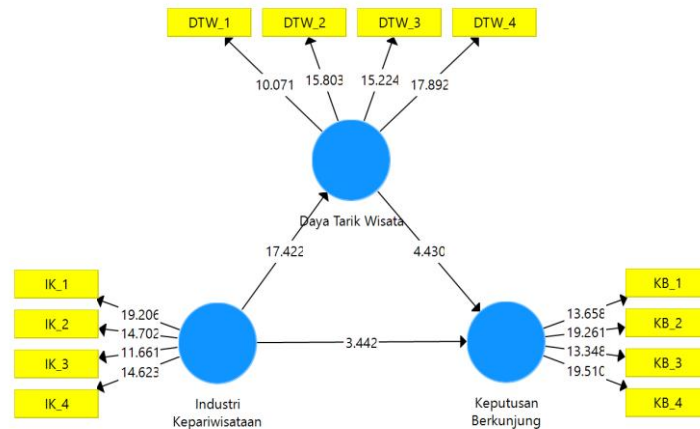 DTW_1 DTW_2 DTW_3 DTW_4
10.071 15.803 15.224 17.892
Daya Tarik Wisata
17.422 4.430
IK_1
IK_2
IK_3
IK_4
19.206
14.702
11.661
14.623
3.442
13.658
19.261
13.348
19.510
KB_1
KB_2
KB_3
KB_4
Industri
Kepariwisataan
Keputusan
Berkunjung